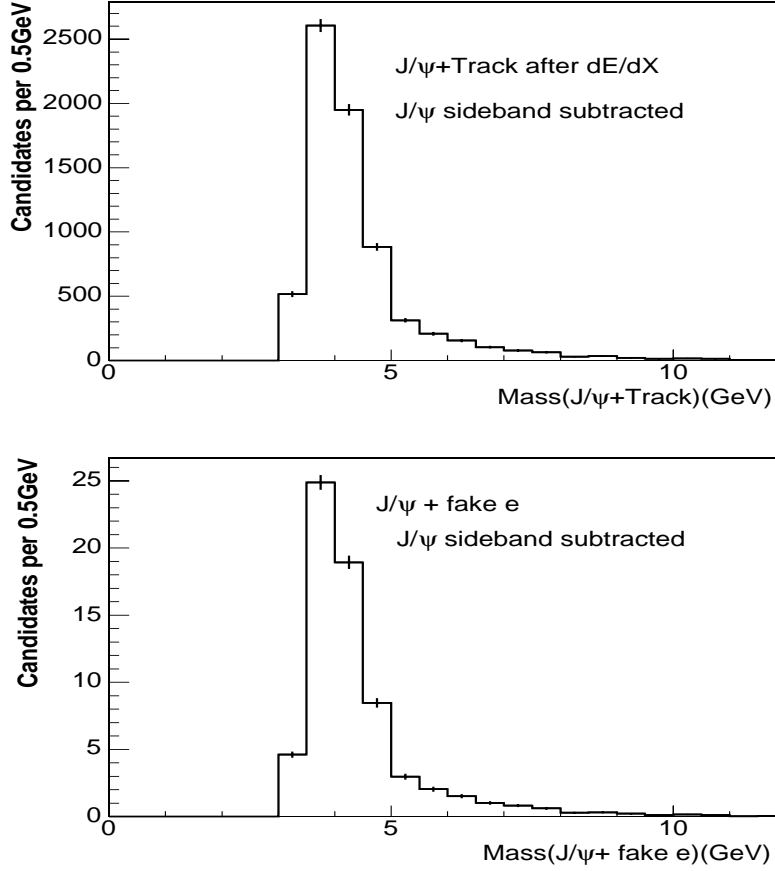 Candidates per 0.5GeV
2500
2000
1500
1000
500
0
J/ψ+Track after dE/dX
J/ψ sideband subtracted
0
5
10
Mass(J/ψ+Track)(GeV)
Candidates per 0.5GeV
25
20
15
10
5
0
J/ψ + fake e
J/ψ sideband subtracted
0
5
10
Mass(J/ψ+ fake e)(GeV)